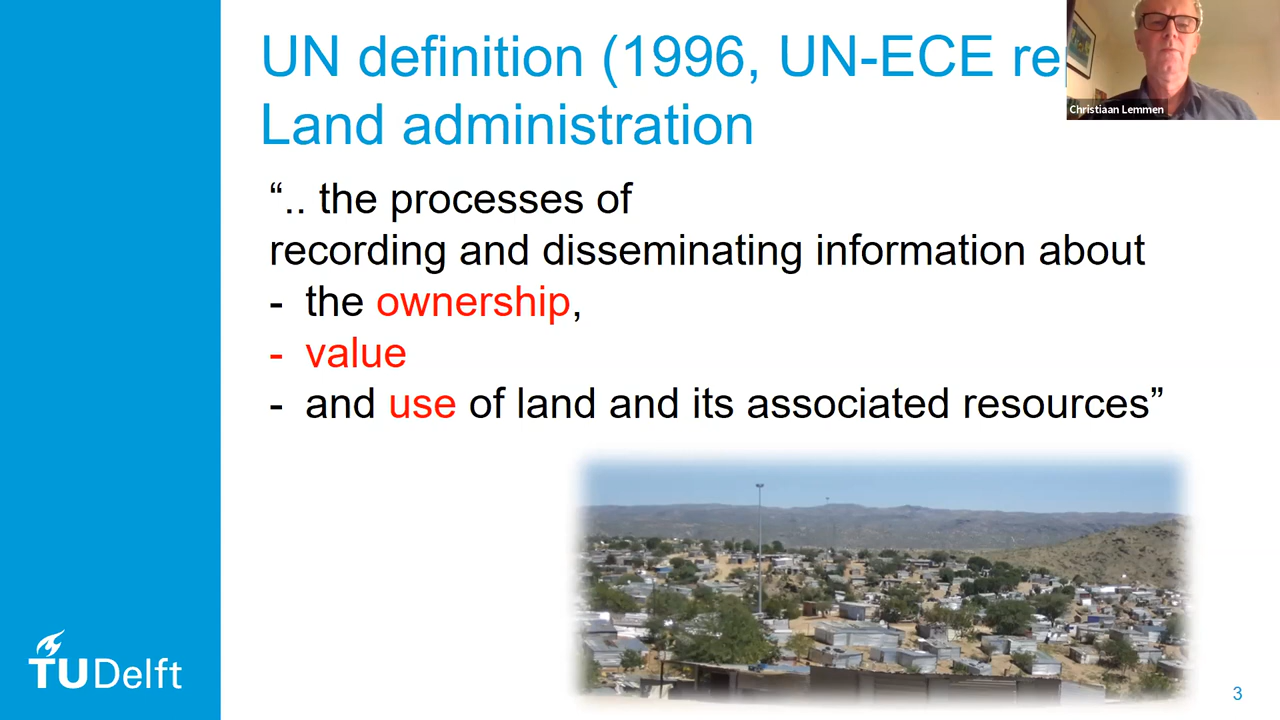 UN definition (1996, UN-ECE re
Land administration
Christiaan Lemmen
“.. the processes of
recording and disseminating information about
- the ownership,
- value
- and use of land and its associated resources”
TUDelft
3